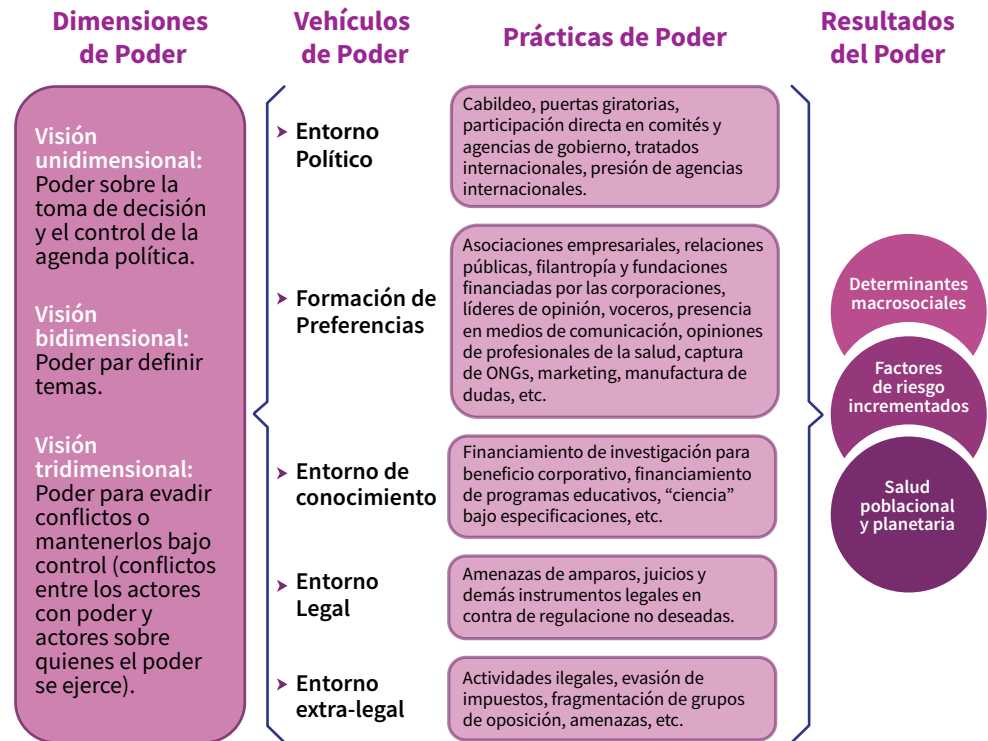 Dimensiones
de Poder
Vehículos
de Poder
Prácticas de Poder
Resultados
del Poder
Visión
unidimensional:
Poder sobre la
toma de decisión
y el control de la
agenda política.
Visión
bidimensional:
Poder par definir
temas.
Visión
tridimensional:
Poder para evadir
conflictos o
mantenerlos bajo
control (conflictos
entre los actores
con poder y
actores sobre
quienes el poder
se ejerce).
Entorno
Político
Cabildeo, puertas giratorias,
participación directa en comités y
agencias de gobierno, tratados
internacionales, presión de agencias
internacionales.
Formación de
Preferencias
Asociaciones empresariales, relaciones
públicas, filantropía y fundaciones
financiadas por las corporaciones,
líderes de opinión, voceros, presencia
en medios de comunicación, opiniones
de profesionales de la salud, captura
de ONGs, marketing, manufactura de
dudas, etc.
Entorno de
conocimiento
Financiamiento de investigación para
beneficio corporativo, financiamiento
de programas educativos, “ciencia”
bajo especificaciones, etc.
Entorno
Legal
Amenazas de amparos, juicios y
demás instrumentos legales en
contra de regulacione no deseadas.
Entorno
extra-legal
Actividades ilegales, evasión de
impuestos, fragmentación de grupos
de oposición, amenazas, etc.
Determinantes
macrosociales
Factores
de riesgo
incrementados
Salud
poblacional
y planetaria